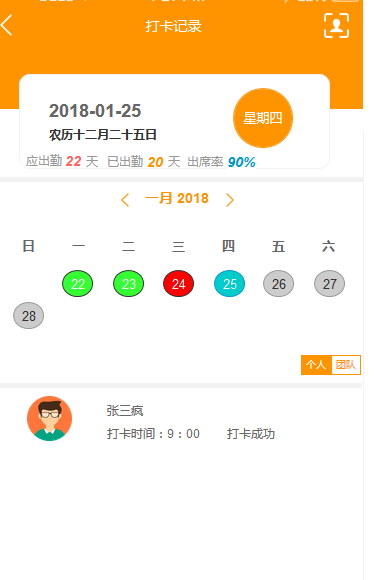 打卡记录
2018-01-25
农历十二月二十五日
星期四
应出勤 22 天 已出勤 20 天 出席率 90%
一月 2018
日 一 二 三 四 五 六
22 23 24 25 26 27
28
个人 团队
张三疯
打卡时间：9：00 打卡成功